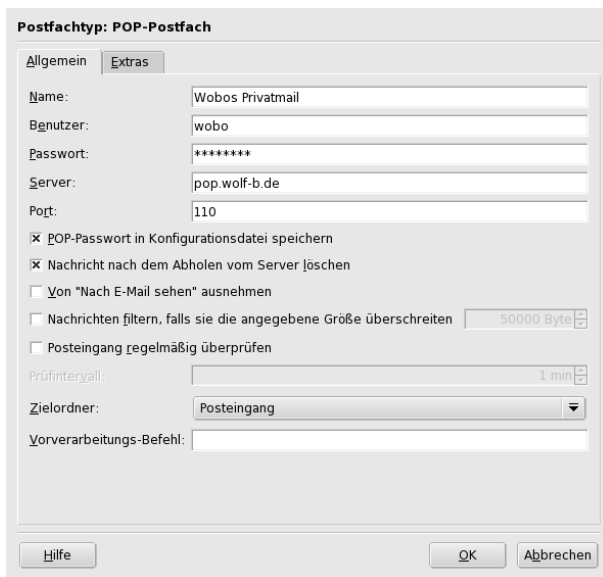 Postfachtyp: POP-Postfach
Allgemein Extras
Name: Wobos Privatmail
Benutzer: wobo
Passwort: ********
Server: pop.wolf-b.de
Port: 110
POP-Passwort in Konfigurationsdatei speichern
Nachricht nach dem Abholen vom Server löschen
Von "Nach E-Mail sehen" ausnehmen
Nachrichten filtern, falls sie die angegebene Größe überschreiten 50000 Byte
Posteingang regelmäßig überprüfen
Prüfintervall: 1 min
Zielordner: Posteingang
Vorverarbeitungs-Befehl:
Hilfe OK Abbrechen